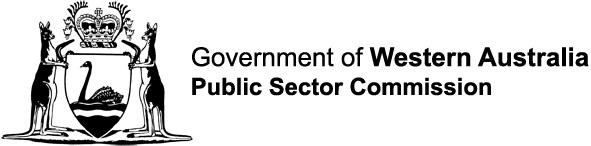 Government of Western Australia
Public Sector Commission